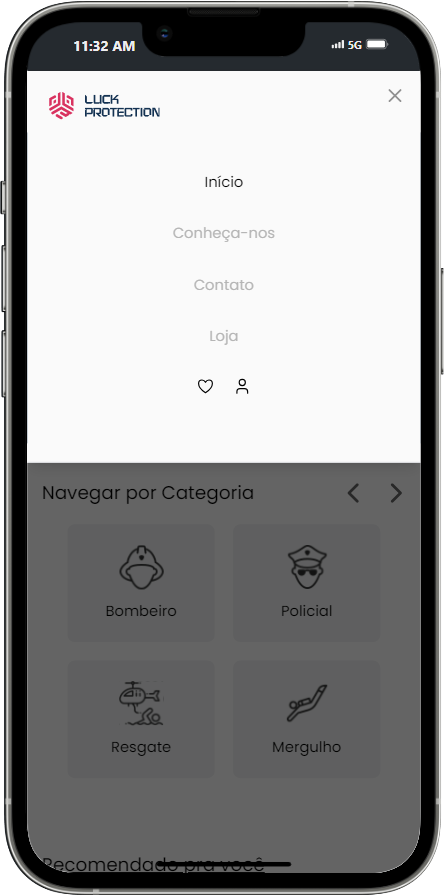 11:32 AM
5G
LUCK
PROTECTION
Início
Conheça-nos
Contato
Loja
Navegar por Categoria
Bombeiro
Policial
Resgate
Mergulho
Recomendado pra você